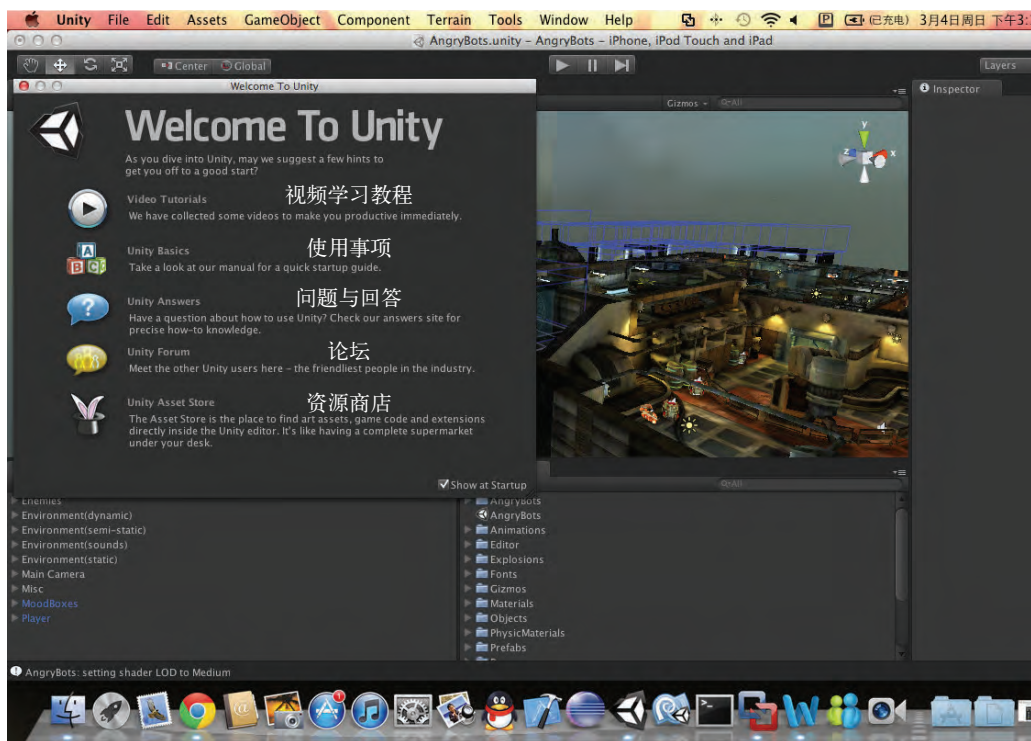 Unity File Edit Assets GameObject Component Terrain Tools Window Help (已充电) 3月4日周日 下午3:
AngryBots.unity – AngryBots – iPhone, iPod Touch and iPad
Center Global Layers
Welcome To Unity
Inspector
Gizmos All
Welcome To Unity
As you dive into Unity, may we suggest a few hints to
get you off to a good start?
Video Tutorials 视频学习教程
We have collected some videos to make you productive immediately.
Unity Basics 使用事项
Take a look at our manual for a quick startup guide.
Unity Answers 问题与回答
Have a question about how to use Unity? Check our answers site for
precise how-to knowledge.
Unity Forum 论坛
Meet the other Unity users here – the friendliest people in the industry.
Unity Asset Store 资源商店
The Asset Store is the place to find art assets, game code and extensions
directly inside the Unity editor. It's like having a complete supermarket
under your desk.
Show at Startup
All
y
z x
A
B C
Enemies
Environment(dynamic)
Environment(semi-static)
Environment(sounds)
Environment(static)
Main Camera
Misc
MoodBoxes
Player
AngryBots
AngryBots
Animations
Editor
Explosions
Fonts
Gizmos
Materials
Objects
PhysicMaterials
Prefabs
AngryBots: setting shader LOD to Medium